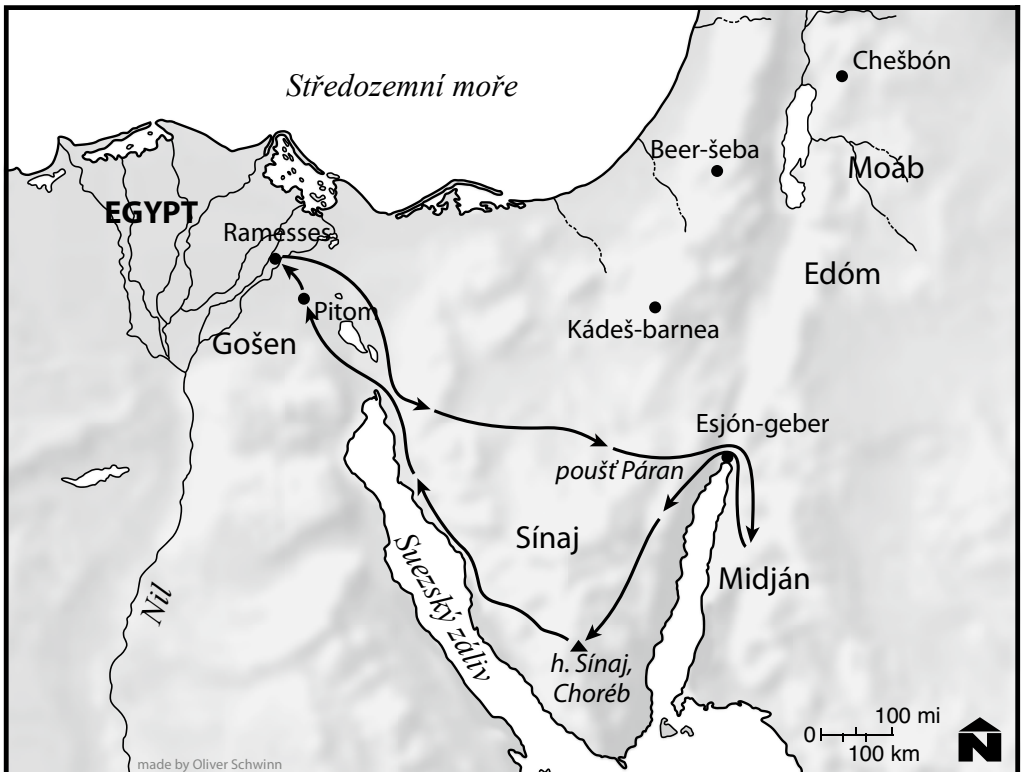 Středozemní moře
Chešbón
Beer-šeba
Moáb
EGYPT
Ramesses
Edóm
Pitom
Kádeš-barnea
Gošen
Esjón-geber
poušť Páran
Sínaj
Suezský záliv
Midján
Nil
h. Sínaj,
Choréb
100 mi
0
100 km
N
made by Oliver Schwinn